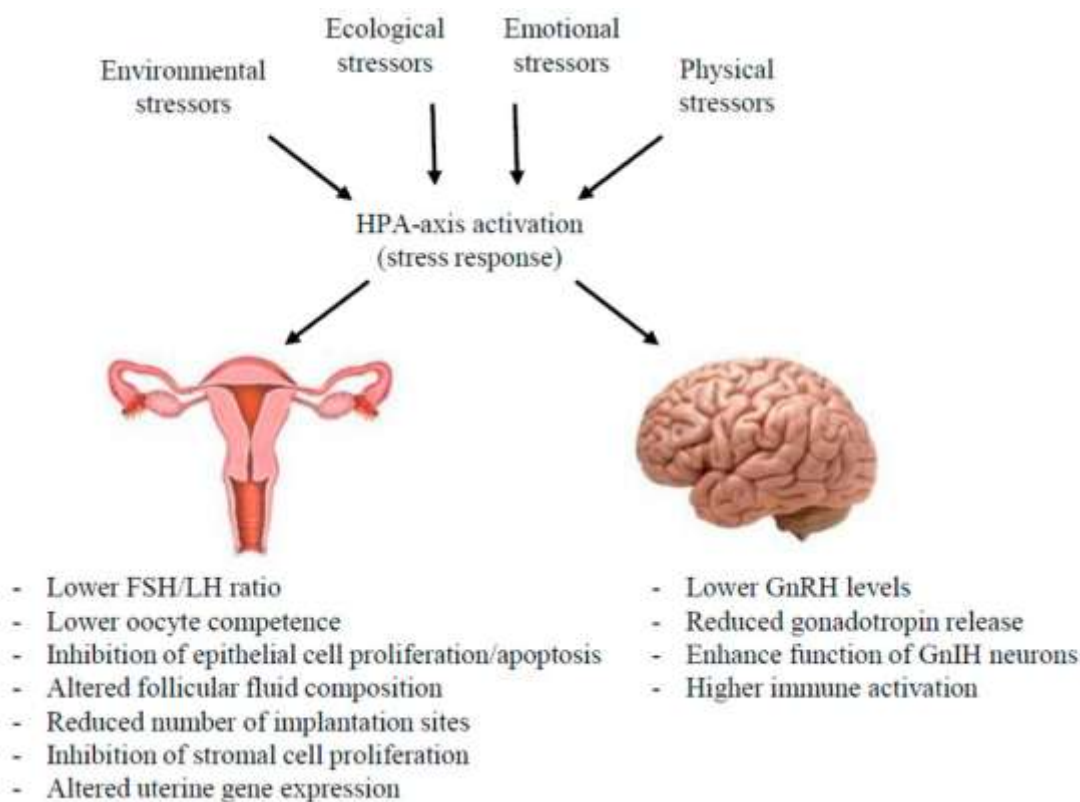 Environmental
stressors
Ecological
stressors
Emotional
stressors
Physical
stressors
HPA-axis activation
(stress response)
- Lower FSH/LH ratio
- Lower oocyte competence
- Inhibition of epithelial cell proliferation/apoptosis
- Altered follicular fluid composition
- Reduced number of implantation sites
- Inhibition of stromal cell proliferation
- Altered uterine gene expression
- Lower GnRH levels
- Reduced gonadotropin release
- Enhance function of GnIH neurons
- Higher immune activation